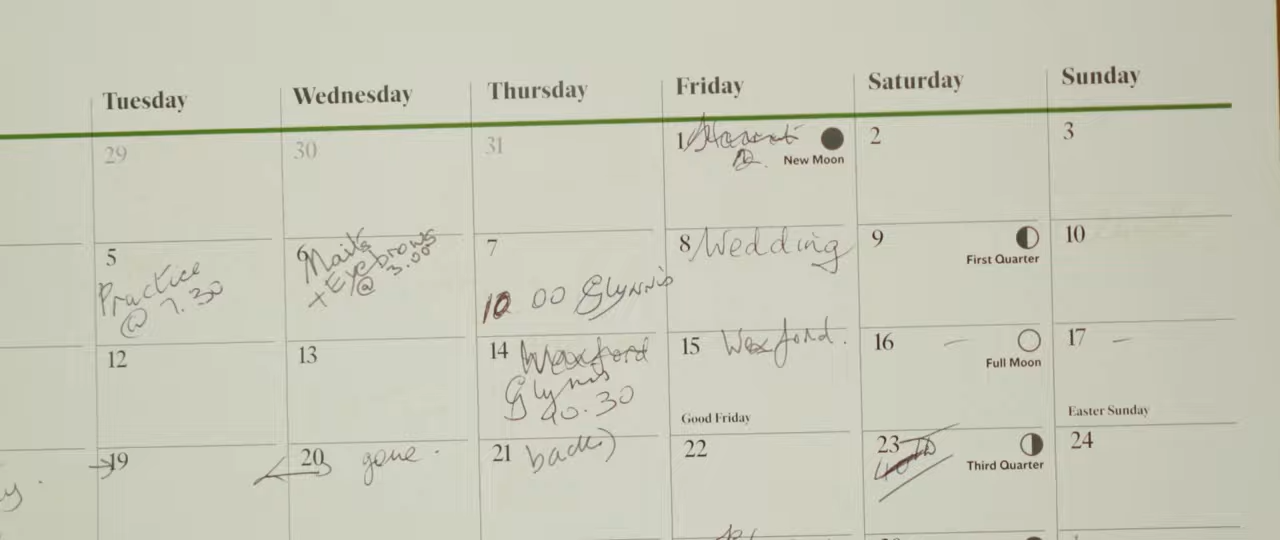 Tuesday Wednesday Thursday Friday Saturday Sunday
29 30 31 1 2 3
New Moon
5 6 7 8 Wedding 9 10
Practice
@ 7.30
Nails
+ Eyebrows
@ 3.00
10 00 Glynnis
First Quarter
12 13 14 Wexford 15 Wexford. 16 – 17 –
Glynis
10.30
Full Moon
Good Friday
Easter Sunday
→19 20 gone. 21 back) 22 23 24
40TH
Third Quarter